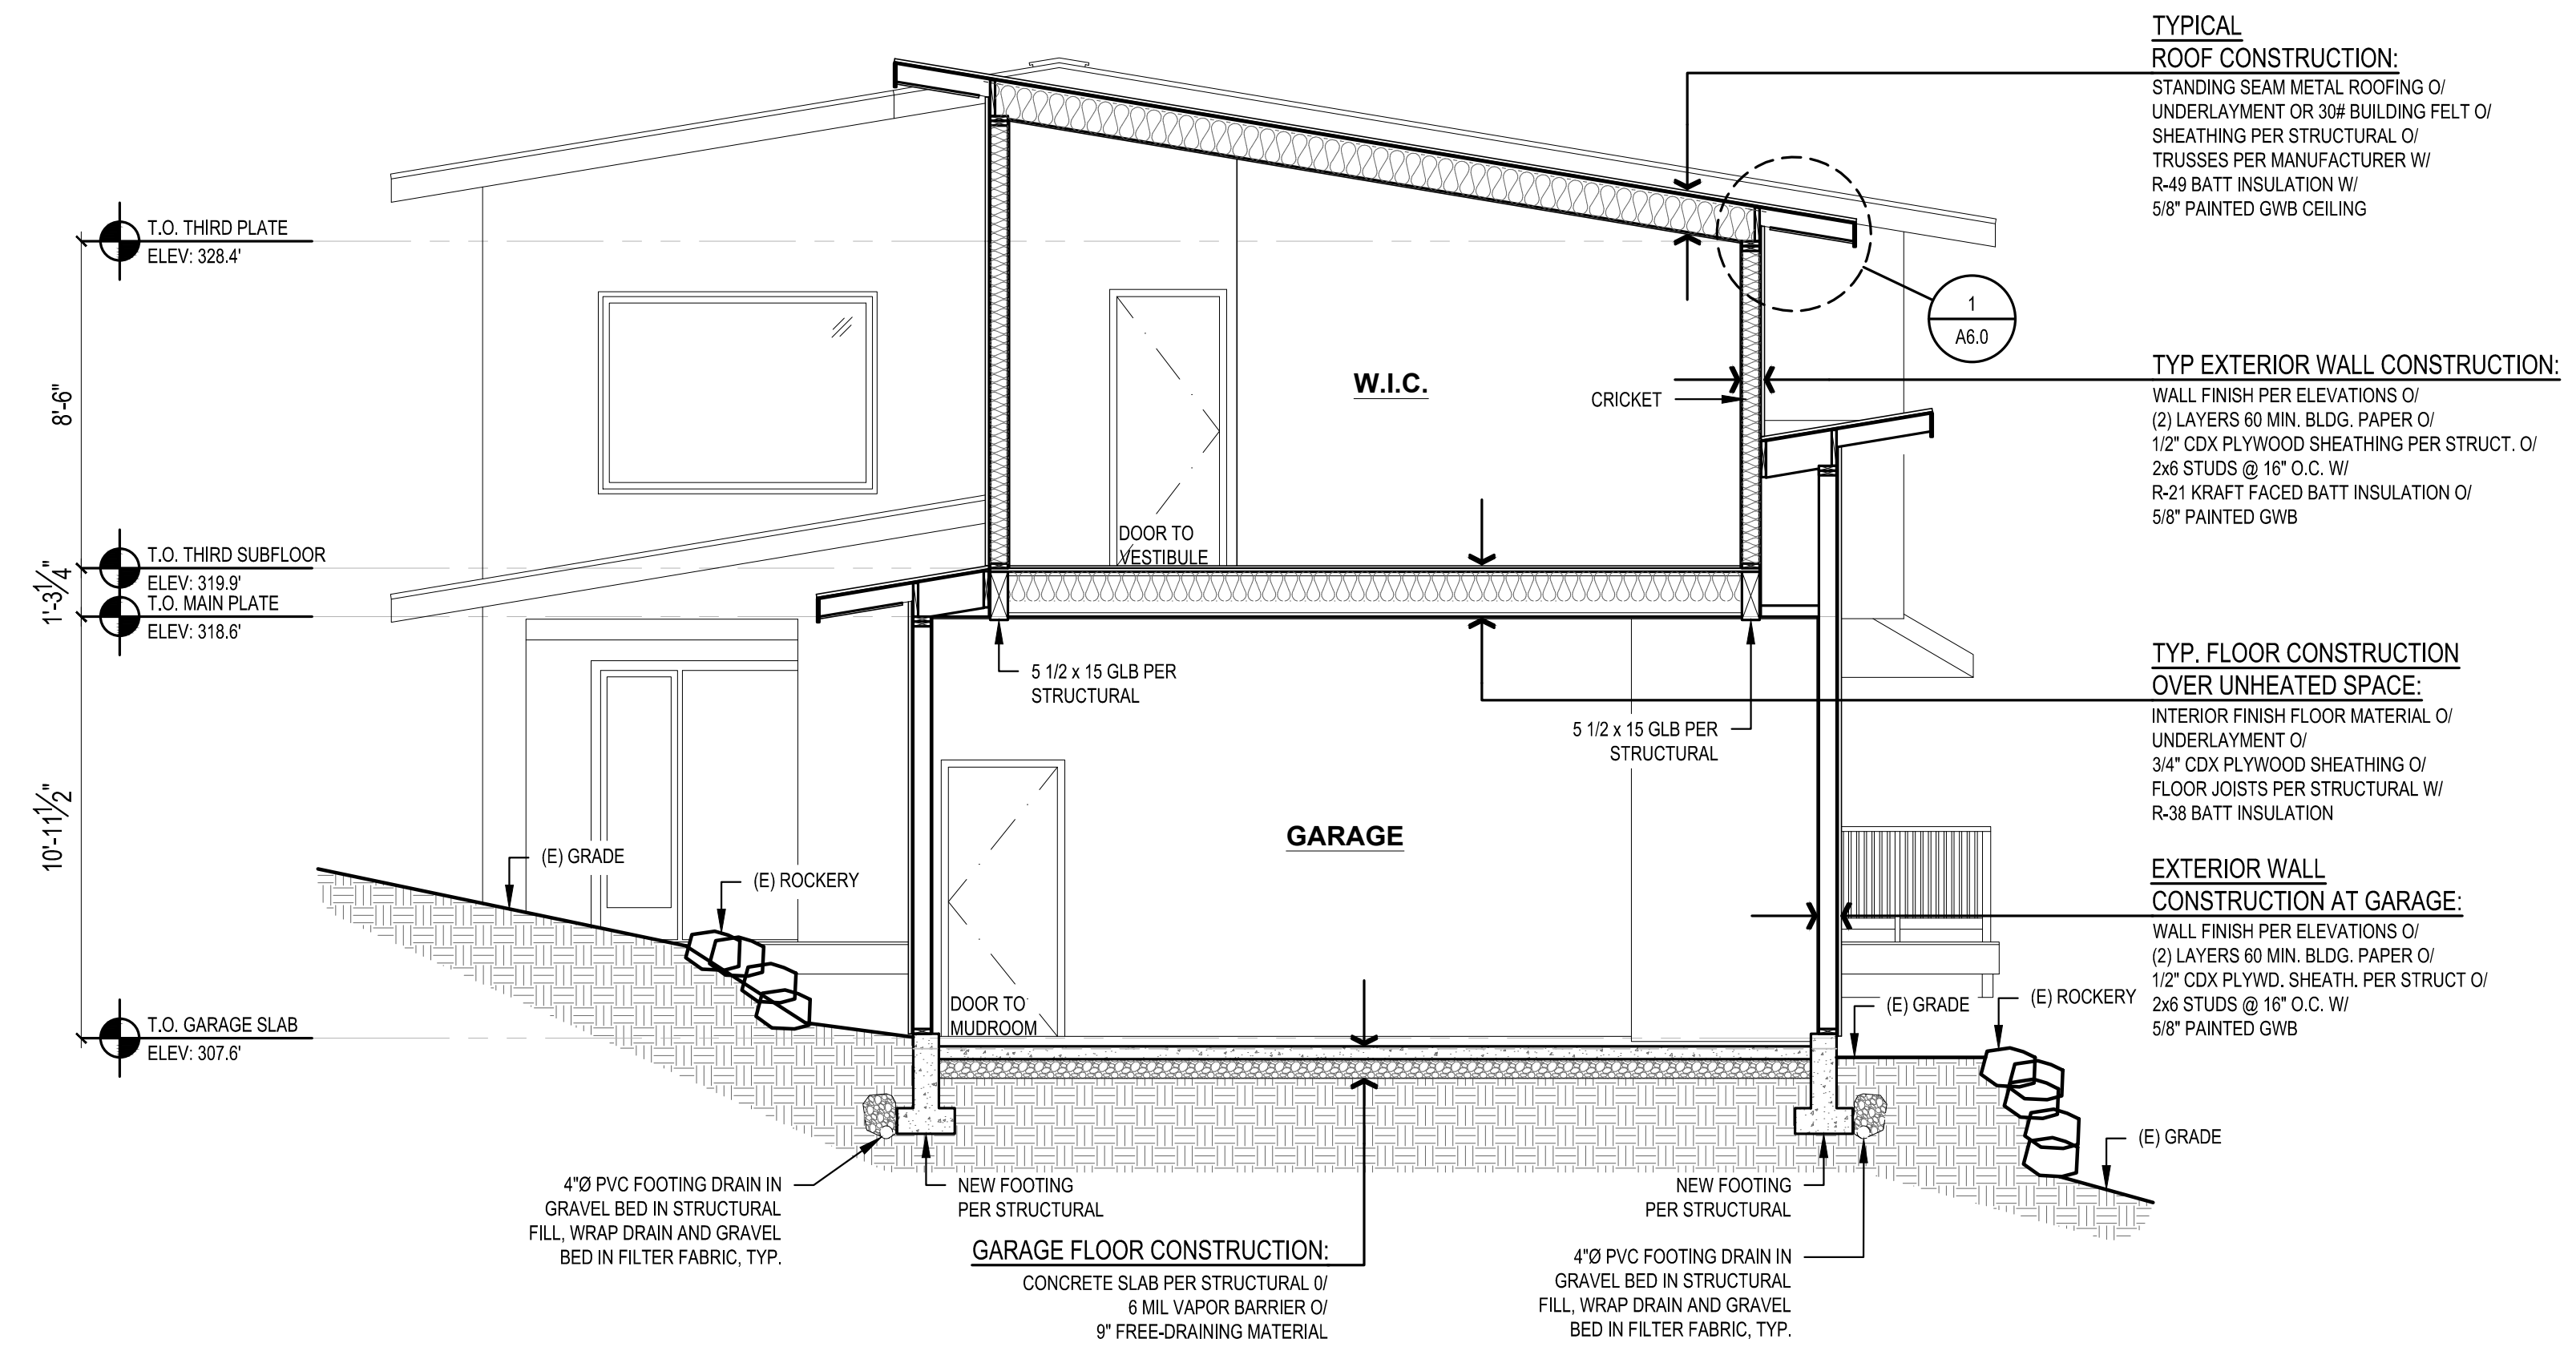 TYPICAL
ROOF CONSTRUCTION:
STANDING SEAM METAL ROOFING O/
UNDERLAYMENT OR 30# BUILDING FELT O/
SHEATHING PER STRUCTURAL O/
TRUSSES PER MANUFACTURER W/
R-49 BATT INSULATION W/
5/8" PAINTED GWB CEILING
T.O. THIRD PLATE
ELEV: 328.4'
1
A6.0
8'-6"
W.I.C.
CRICKET
TYP EXTERIOR WALL CONSTRUCTION:
WALL FINISH PER ELEVATIONS O/
(2) LAYERS 60 MIN. BLDG. PAPER O/
1/2" CDX PLYWOOD SHEATHING PER STRUCT. O/
2x6 STUDS @ 16" O.C. W/
R-21 KRAFT FACED BATT INSULATION O/
5/8" PAINTED GWB
DOOR TO
VESTIBULE
T.O. THIRD SUBFLOOR
ELEV: 319.9'
1'-3 1/4"
T.O. MAIN PLATE
ELEV: 318.6'
5 1/2 x 15 GLB PER
STRUCTURAL
5 1/2 x 15 GLB PER
STRUCTURAL
TYP. FLOOR CONSTRUCTION
OVER UNHEATED SPACE:
INTERIOR FINISH FLOOR MATERIAL O/
UNDERLAYMENT O/
3/4" CDX PLYWOOD SHEATHING O/
FLOOR JOISTS PER STRUCTURAL W/
R-38 BATT INSULATION
10'-11 1/2"
GARAGE
(E) GRADE
(E) ROCKERY
EXTERIOR WALL
CONSTRUCTION AT GARAGE:
WALL FINISH PER ELEVATIONS O/
(2) LAYERS 60 MIN. BLDG. PAPER O/
1/2" CDX PLYWD. SHEATH. PER STRUCT O/
2x6 STUDS @ 16" O.C. W/
5/8" PAINTED GWB
DOOR TO
MUDROOM
(E) GRADE
(E) ROCKERY
T.O. GARAGE SLAB
ELEV: 307.6'
(E) GRADE
4"Ø PVC FOOTING DRAIN IN
GRAVEL BED IN STRUCTURAL
FILL, WRAP DRAIN AND GRAVEL
BED IN FILTER FABRIC, TYP.
NEW FOOTING
PER STRUCTURAL
NEW FOOTING
PER STRUCTURAL
GARAGE FLOOR CONSTRUCTION:
CONCRETE SLAB PER STRUCTURAL 0/
6 MIL VAPOR BARRIER O/
9" FREE-DRAINING MATERIAL
4"Ø PVC FOOTING DRAIN IN
GRAVEL BED IN STRUCTURAL
FILL, WRAP DRAIN AND GRAVEL
BED IN FILTER FABRIC, TYP.